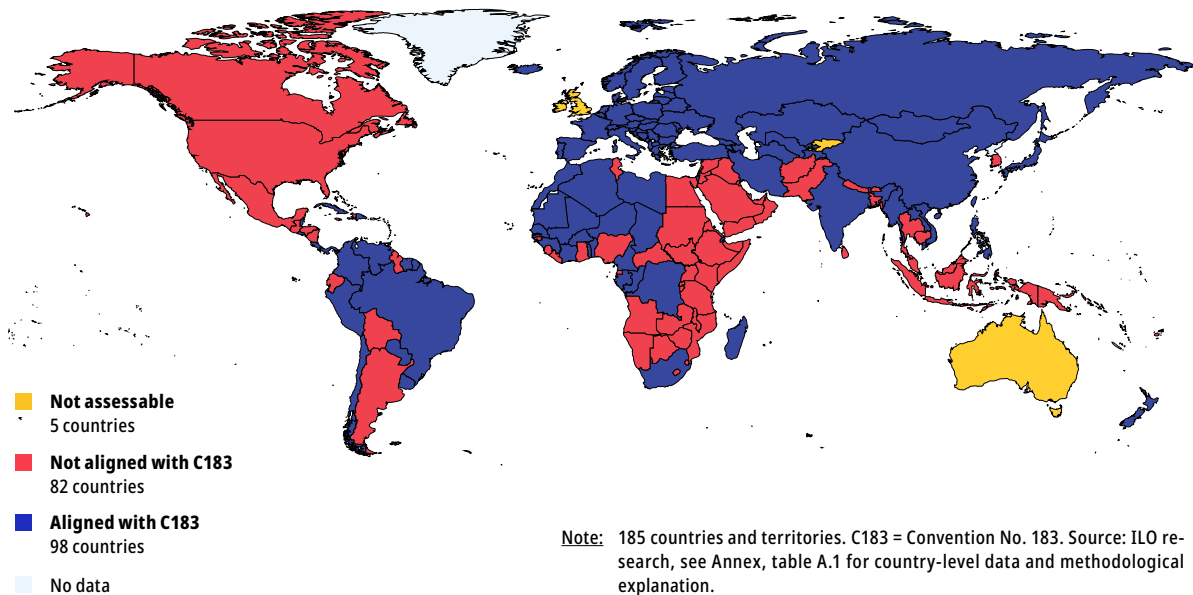 Not assessable
5 countries
Not aligned with C183
82 countries
Aligned with C183
98 countries
No data
Note: 185 countries and territories. C183 = Convention No. 183. Source: ILO re-
search, see Annex, table A.1 for country-level data and methodological
explanation.